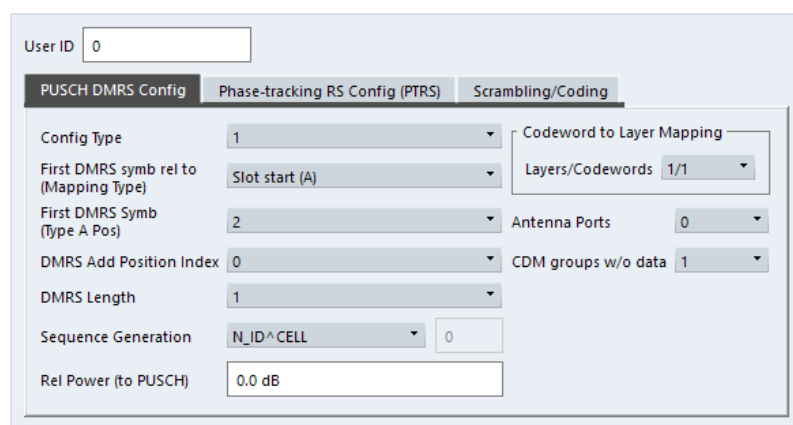 User ID 0
PUSCH DMRS Config Phase-tracking RS Config (PTRS) Scrambling/Coding
Config Type 1
First DMRS symb rel to
(Mapping Type) Slot start (A)
First DMRS Symb
(Type A Pos) 2
DMRS Add Position Index 0
DMRS Length 1
Sequence Generation N_ID^CELL 0
Rel Power (to PUSCH) 0.0 dB
Codeword to Layer Mapping
Layers/Codewords 1/1
Antenna Ports 0
CDM groups w/o data 1